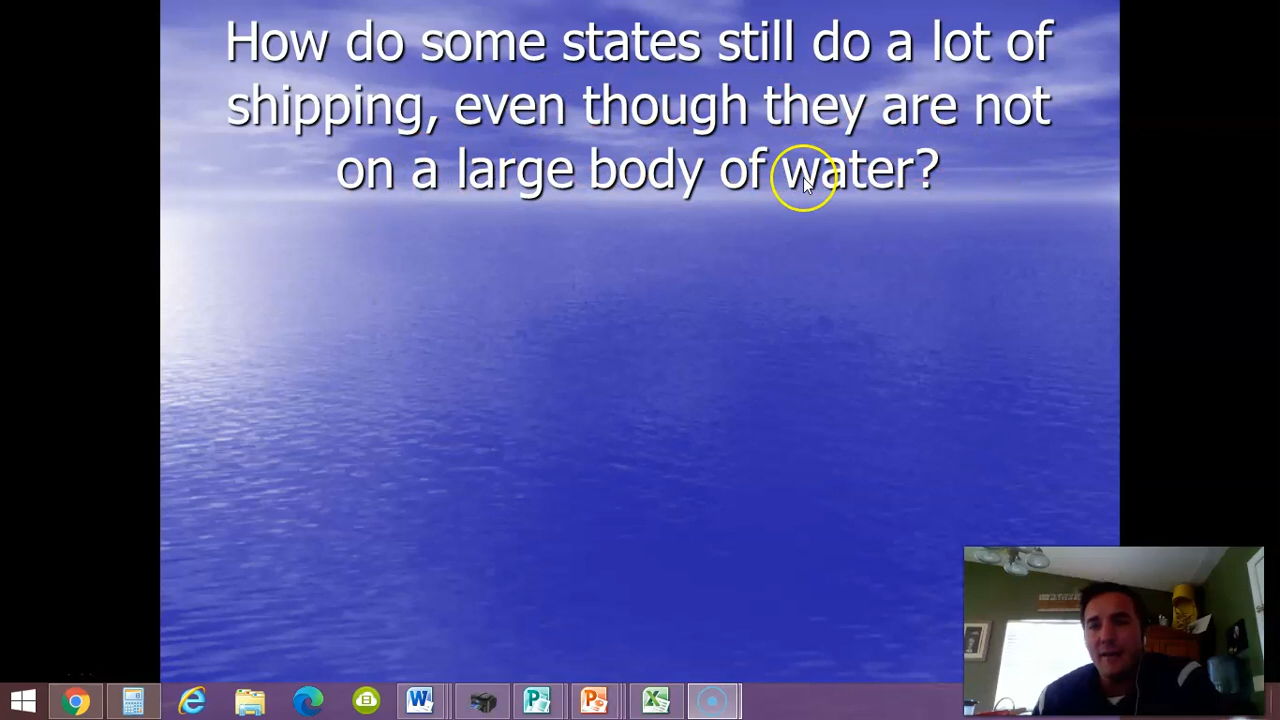 How do some states still do a lot of
shipping, even though they are not
on a large body of water?